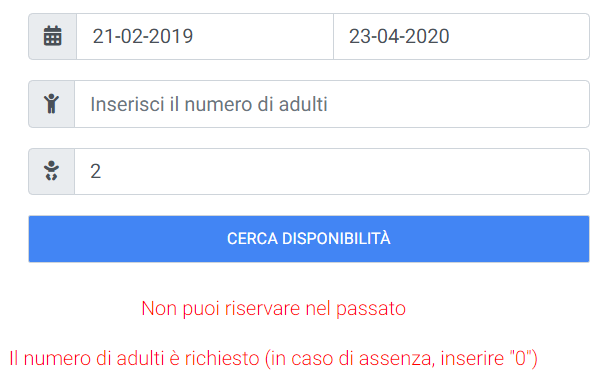 21-02-2019 23-04-2020
Inserisci il numero di adulti
2
CERCA DISPONIBILITÀ
Non puoi riservare nel passato
Il numero di adulti è richiesto (in caso di assenza, inserire "0")